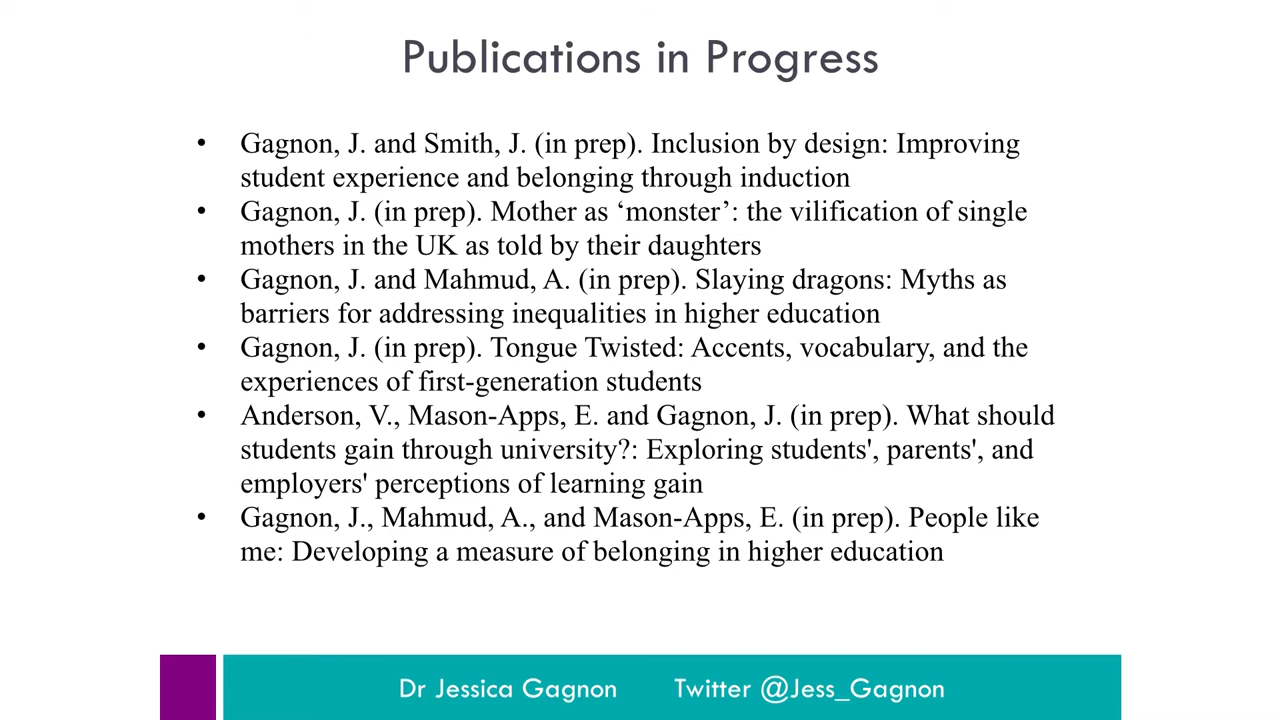 Publications in Progress
• Gagnon, J. and Smith, J. (in prep). Inclusion by design: Improving
student experience and belonging through induction
• Gagnon, J. (in prep). Mother as ‘monster’: the vilification of single
mothers in the UK as told by their daughters
• Gagnon, J. and Mahmud, A. (in prep). Slaying dragons: Myths as
barriers for addressing inequalities in higher education
• Gagnon, J. (in prep). Tongue Twisted: Accents, vocabulary, and the
experiences of first-generation students
• Anderson, V., Mason-Apps, E. and Gagnon, J. (in prep). What should
students gain through university?: Exploring students', parents', and
employers' perceptions of learning gain
• Gagnon, J., Mahmud, A., and Mason-Apps, E. (in prep). People like
me: Developing a measure of belonging in higher education
Dr Jessica Gagnon Twitter @Jess_Gagnon